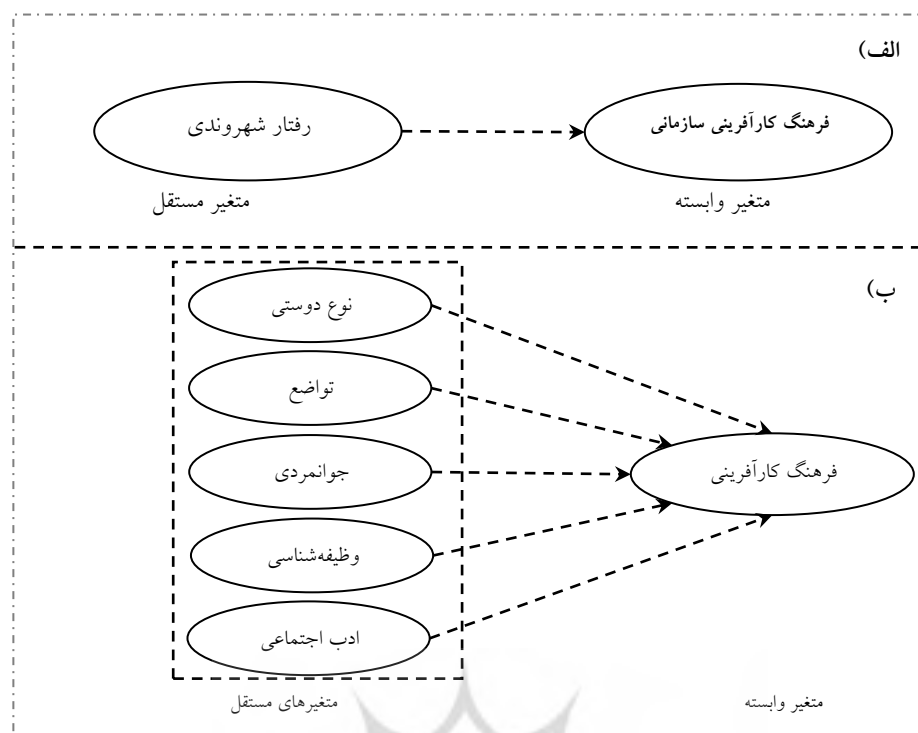 الف)
فرهنگ کارآفرینی سازمانی
رفتار شهروندی
متغیر وابسته
متغیر مستقل
ب)
نوع دوستی
تواضع
جوانمردی
وظیفه‌شناسی
ادب اجتماعی
فرهنگ کارآفرینی
متغیر وابسته
متغیرهای مستقل